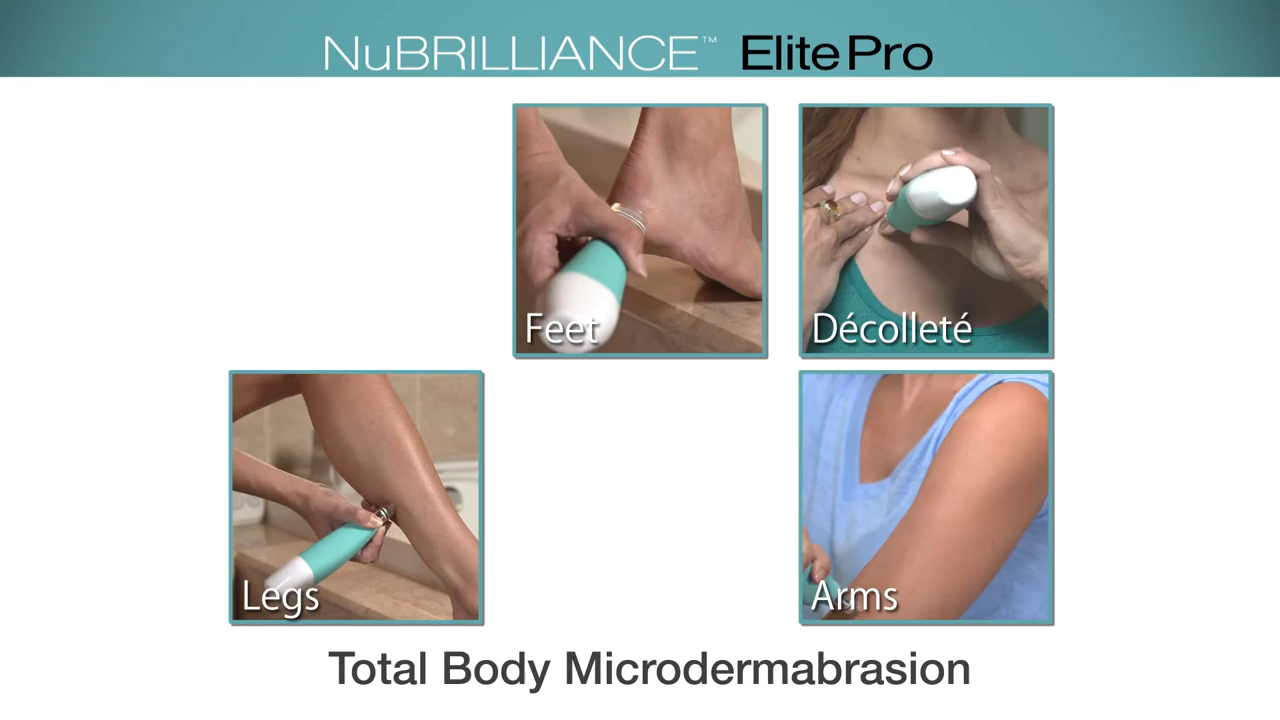 NuBRILLIANCE™ Elite Pro
Feet
Décolleté
Legs
Arms
Total Body Microdermabrasion